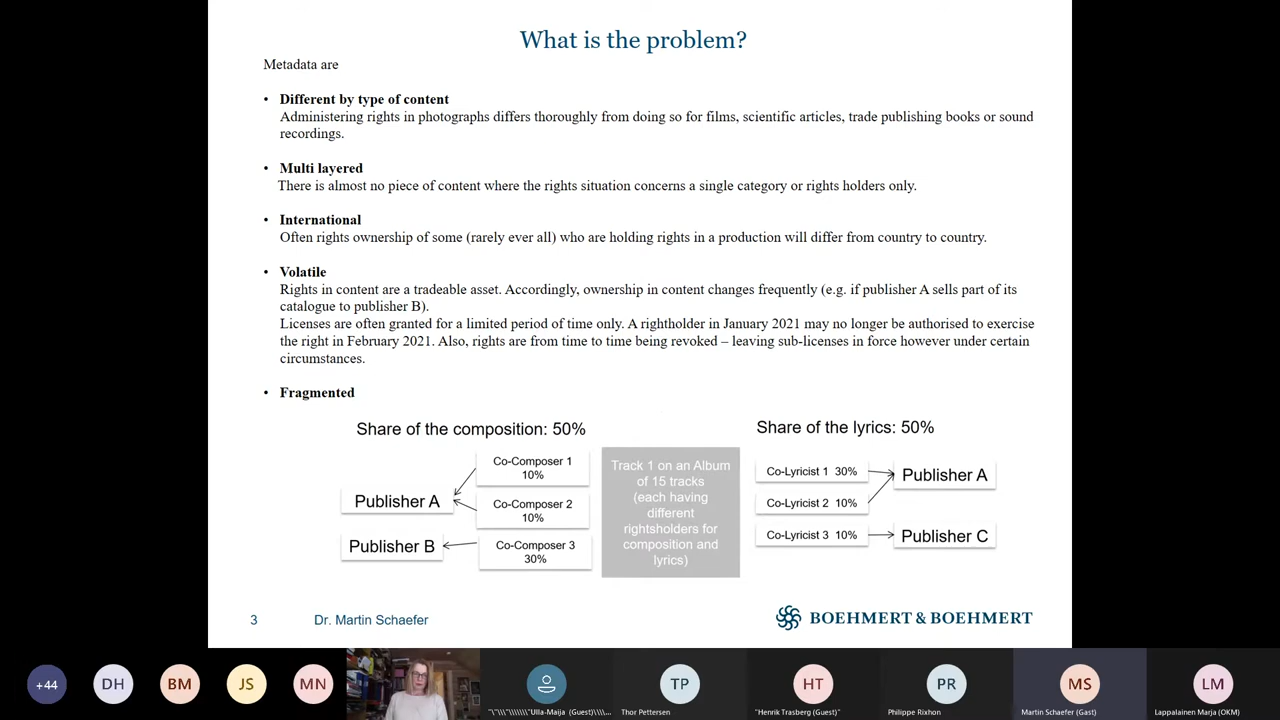 What is the problem?
Metadata are
• Different by type of content
Administering rights in photographs differs thoroughly from doing so for films, scientific articles, trade publishing books or sound
recordings.
• Multi layered
There is almost no piece of content where the rights situation concerns a single category or rights holders only.
• International
Often rights ownership of some (rarely ever all) who are holding rights in a production will differ from country to country.
• Volatile
Rights in content are a tradeable asset. Accordingly, ownership in content changes frequently (e.g. if publisher A sells part of its
catalogue to publisher B).
Licenses are often granted for a limited period of time only. A rightholder in January 2021 may no longer be authorised to exercise
the right in February 2021. Also, rights are from time to time being revoked – leaving sub-licenses in force however under certain
circumstances.
• Fragmented
Share of the composition: 50%
Co-Composer 1
10%
Publisher A
Co-Composer 2
10%
Publisher B
Co-Composer 3
30%
Track 1 on an Album
of 15 tracks
(each having
different
rightsholders for
composition and
lyrics)
Share of the lyrics: 50%
Co-Lyricist 1 30%
Publisher A
Co-Lyricist 2 10%
Co-Lyricist 3 10%
Publisher C
3
Dr. Martin Schaefer
BOEHMERT & BOEHMERT
+44
DH
BM
JS
MN
"\"\\\"\\\\\\\"Ulla-Maija (Guest)\\\\...
TP
Thor Pettersen
HT
"Henrik Trasberg (Guest)"
PR
Philippe Rixhon
MS
Martin Schaefer (Gast)
LM
Lappalainen Marja (OKM)